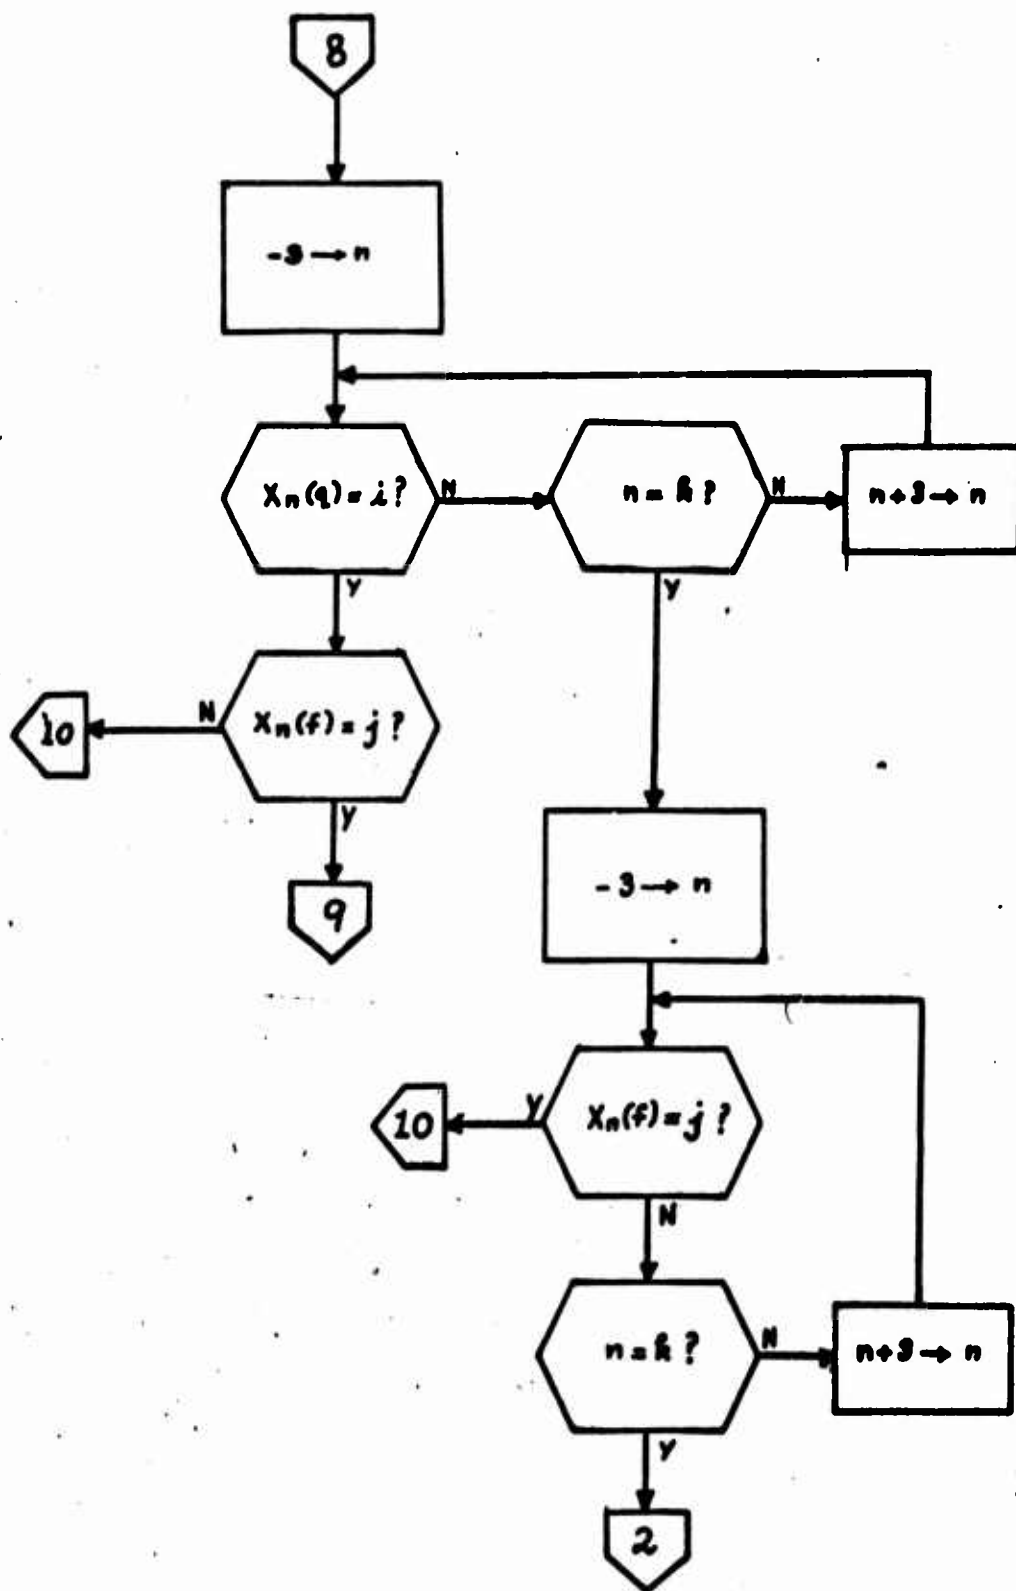 8
-3 → n
Xn(q) = i?
N
n = k?
N
n+3 → n
Y
Y
10
N
Xn(f) = j?
Y
9
-3 → n
10
Y
Xn(f) = j?
N
n = k?
N
n+3 → n
Y
2